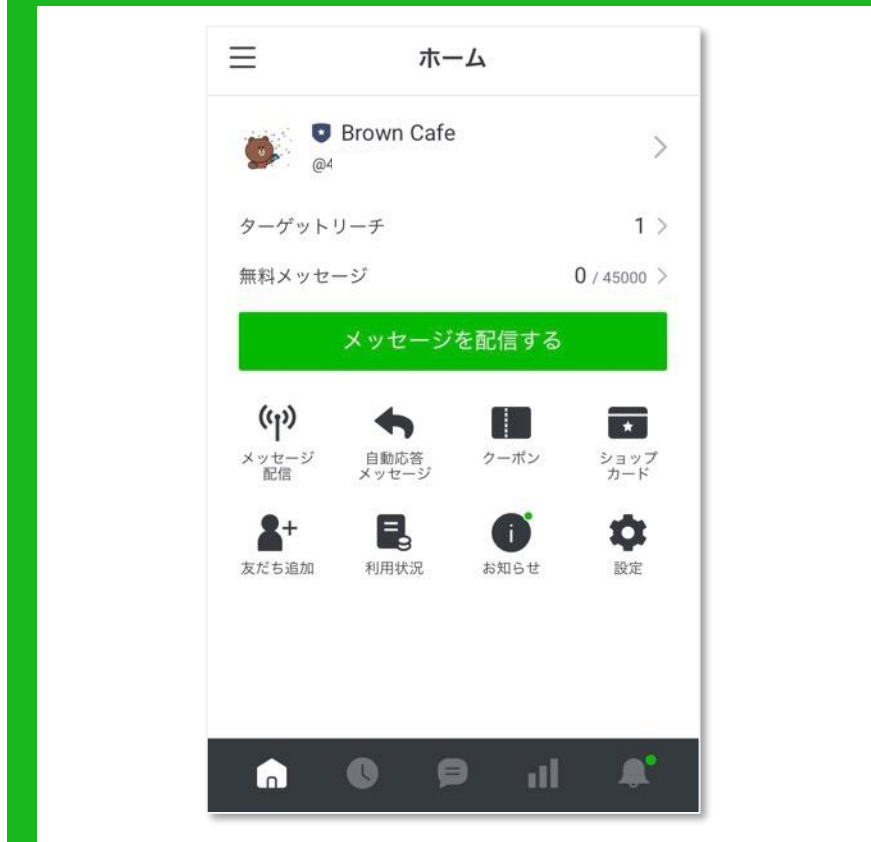 ホーム
Brown Cafe
@4
ターゲットリーチ 1
無料メッセージ 0 / 45000
メッセージを配信する
メッセージ
配信
自動応答
メッセージ
クーポン
ショップ
カード
友だち追加
利用状況
お知らせ
設定